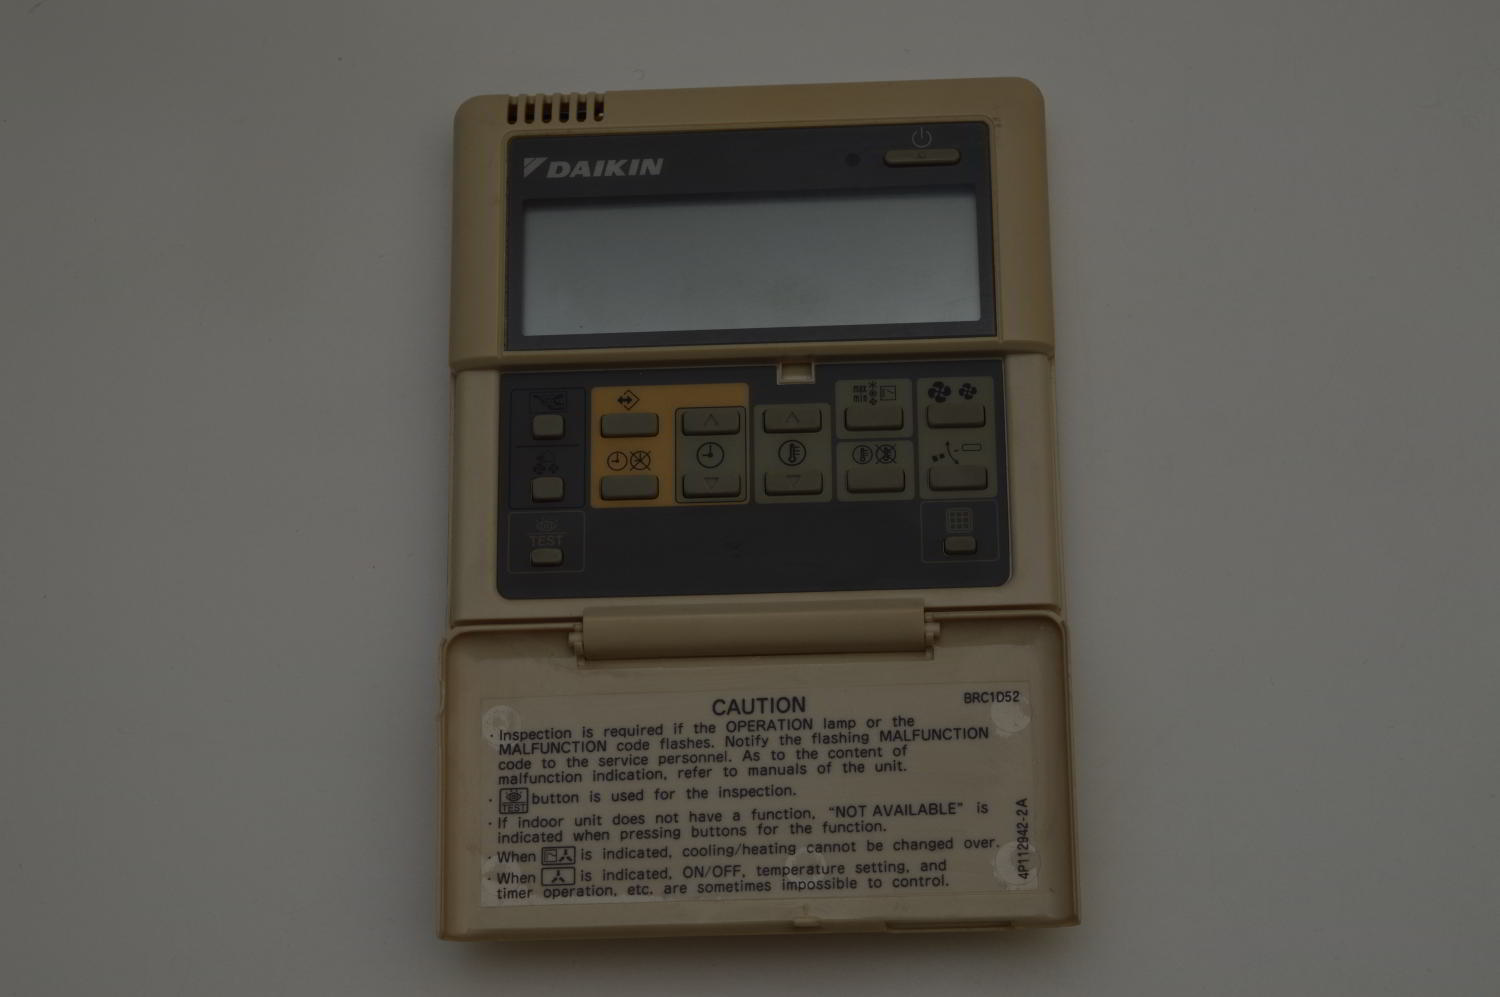 DAIKIN
max
min
TEST
CAUTION
BRC1D52
· Inspection is required if the OPERATION lamp or the
MALFUNCTION code flashes. Notify the flashing MALFUNCTION
code to the service personnel. As to the content of
malfunction indication, refer to manuals of the unit.
· TEST button is used for the inspection.
· If indoor unit does not have a function, “NOT AVAILABLE” is
indicated when pressing buttons for the function.
· When is indicated, cooling/heating cannot be changed over.
· When is indicated, ON/OFF, temperature setting, and
timer operation, etc. are sometimes impossible to control.
4P112942-2A